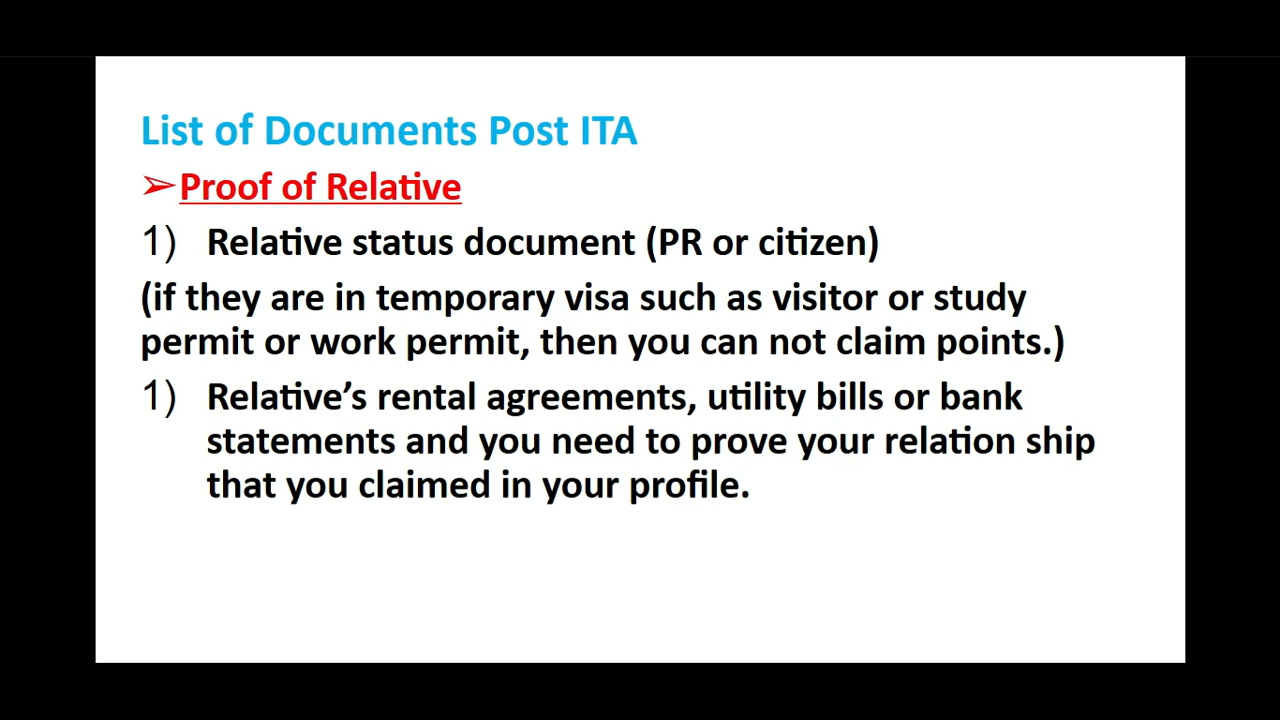 List of Documents Post ITA
➢Proof of Relative
1) Relative status document (PR or citizen)
(if they are in temporary visa such as visitor or study
permit or work permit, then you can not claim points.)
1) Relative’s rental agreements, utility bills or bank
statements and you need to prove your relation ship
that you claimed in your profile.